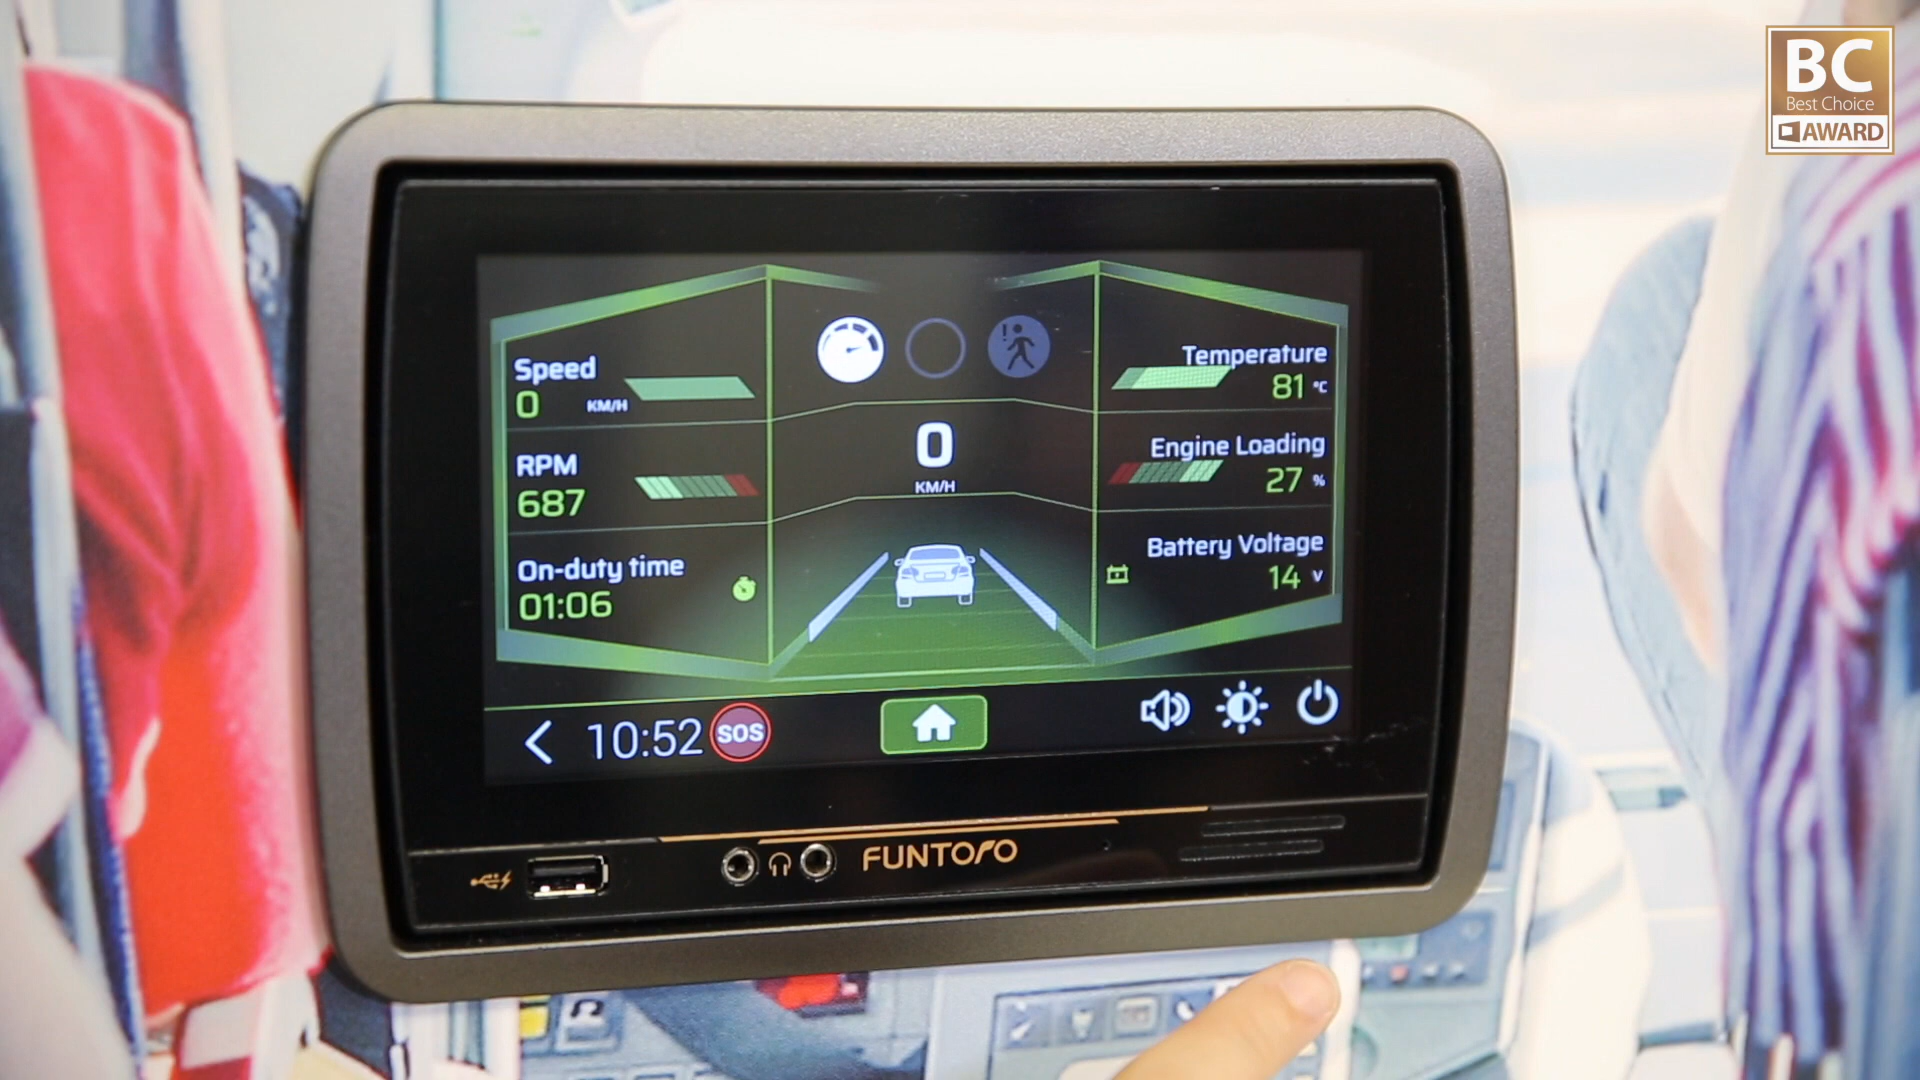 BC
Best Choice
AWARD
Speed
0 KM/H
RPM
687
On-duty time
01:06
0
KM/H
Temperature
81 °C
Engine Loading
27 %
Battery Voltage
14 V
10:52 SOS
FUNTORO